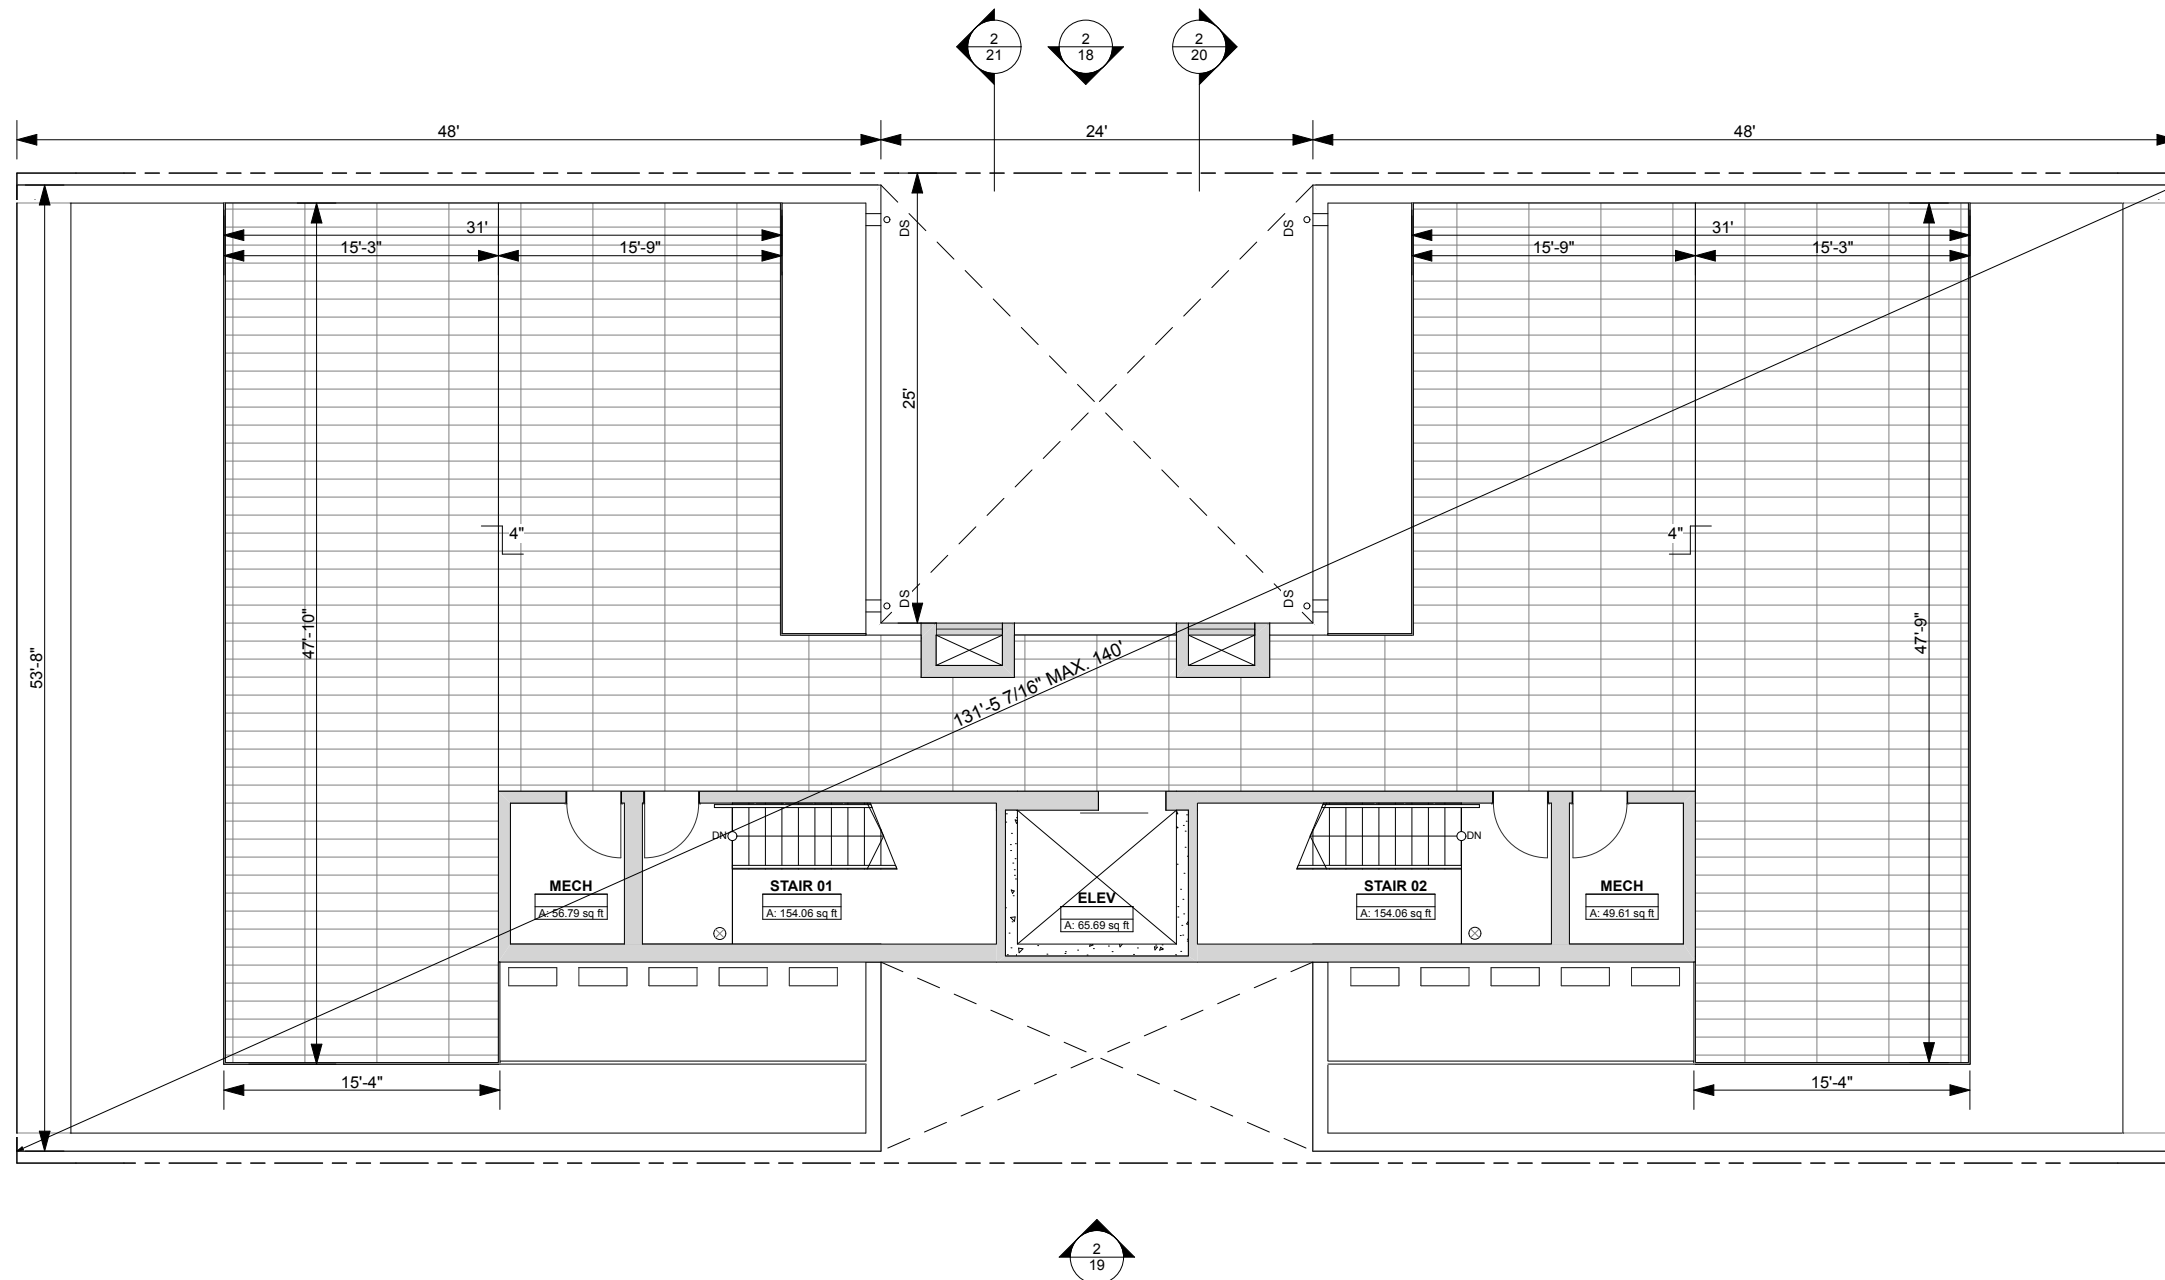 2
21
2
18
2
20
48'
24'
48'
31'
31'
15'-3"
15'-9"
15'-9"
15'-3"
DS
DS
25'
4"
4"
DS
DS
47'-10"
47'-9"
53'-8"
131'-5 7/16" MAX. 140'
DN
DN
MECH
A: 56.79 sq ft
STAIR 01
A: 154.06 sq ft
ELEV
A: 65.69 sq ft
STAIR 02
A: 154.06 sq ft
MECH
A: 49.61 sq ft
15'-4"
15'-4"
2
19